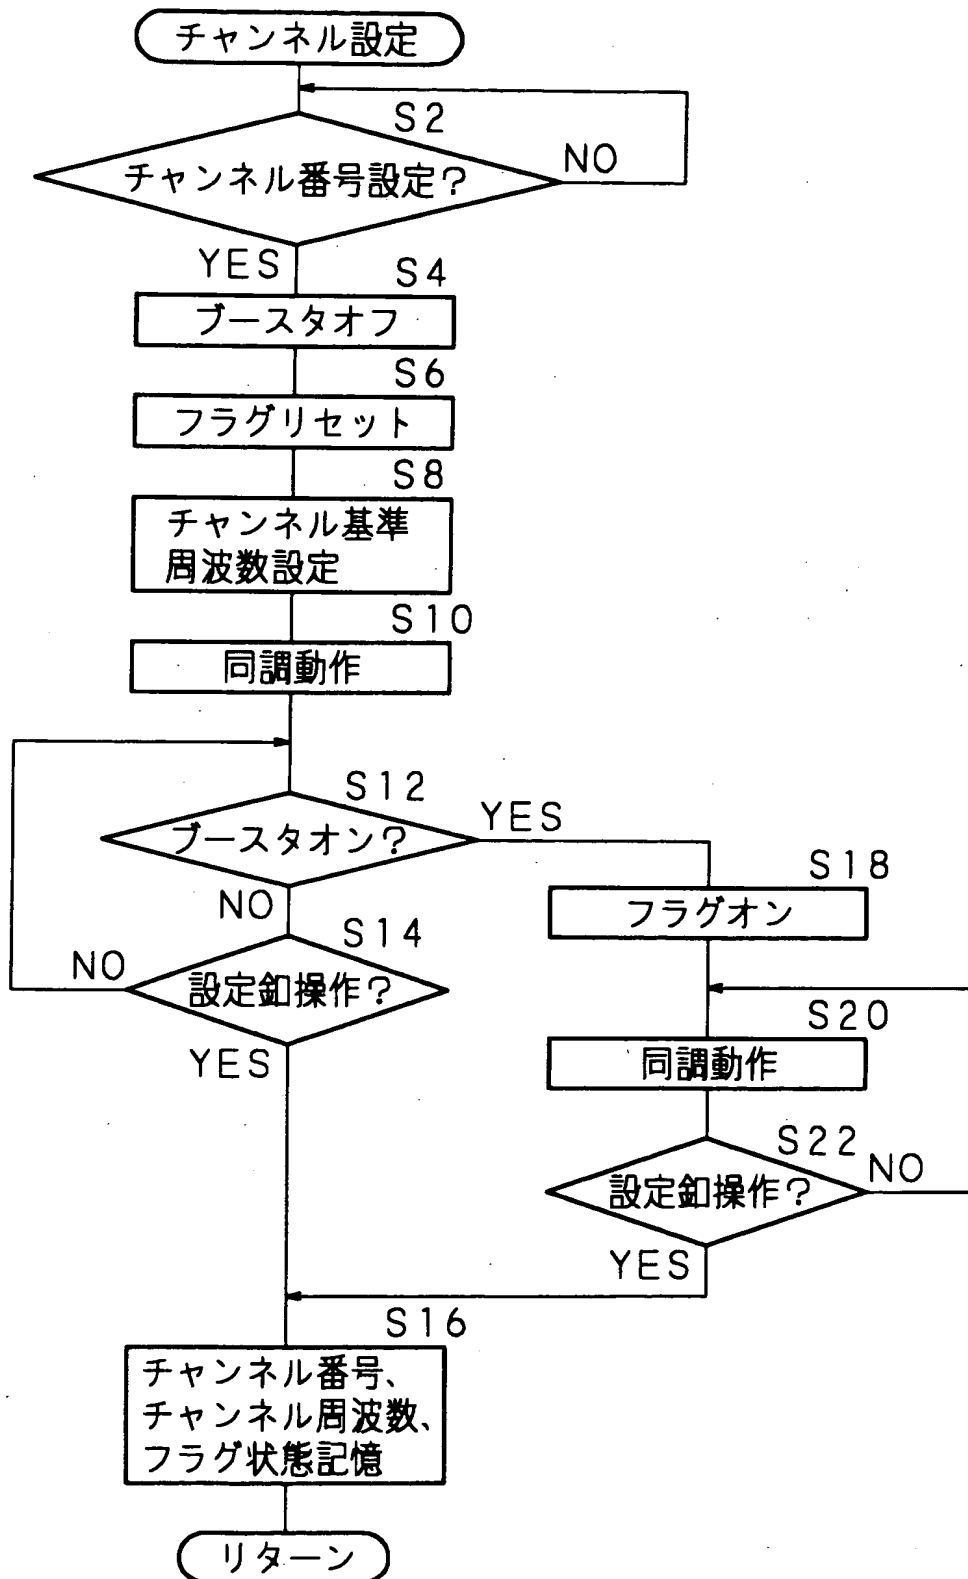 チャンネル設定
S2
チャンネル番号設定?
NO
YES
S4
ブースタオフ
S6
フラグリセット
S8
チャンネル基準
周波数設定
S10
同調動作
S12
ブースタオン?
YES
NO
S14
設定釦操作?
NO
YES
S18
フラグオン
S20
同調動作
S22
設定釦操作?
NO
YES
S16
チャンネル番号、
チャンネル周波数、
フラグ状態記憶
リターン